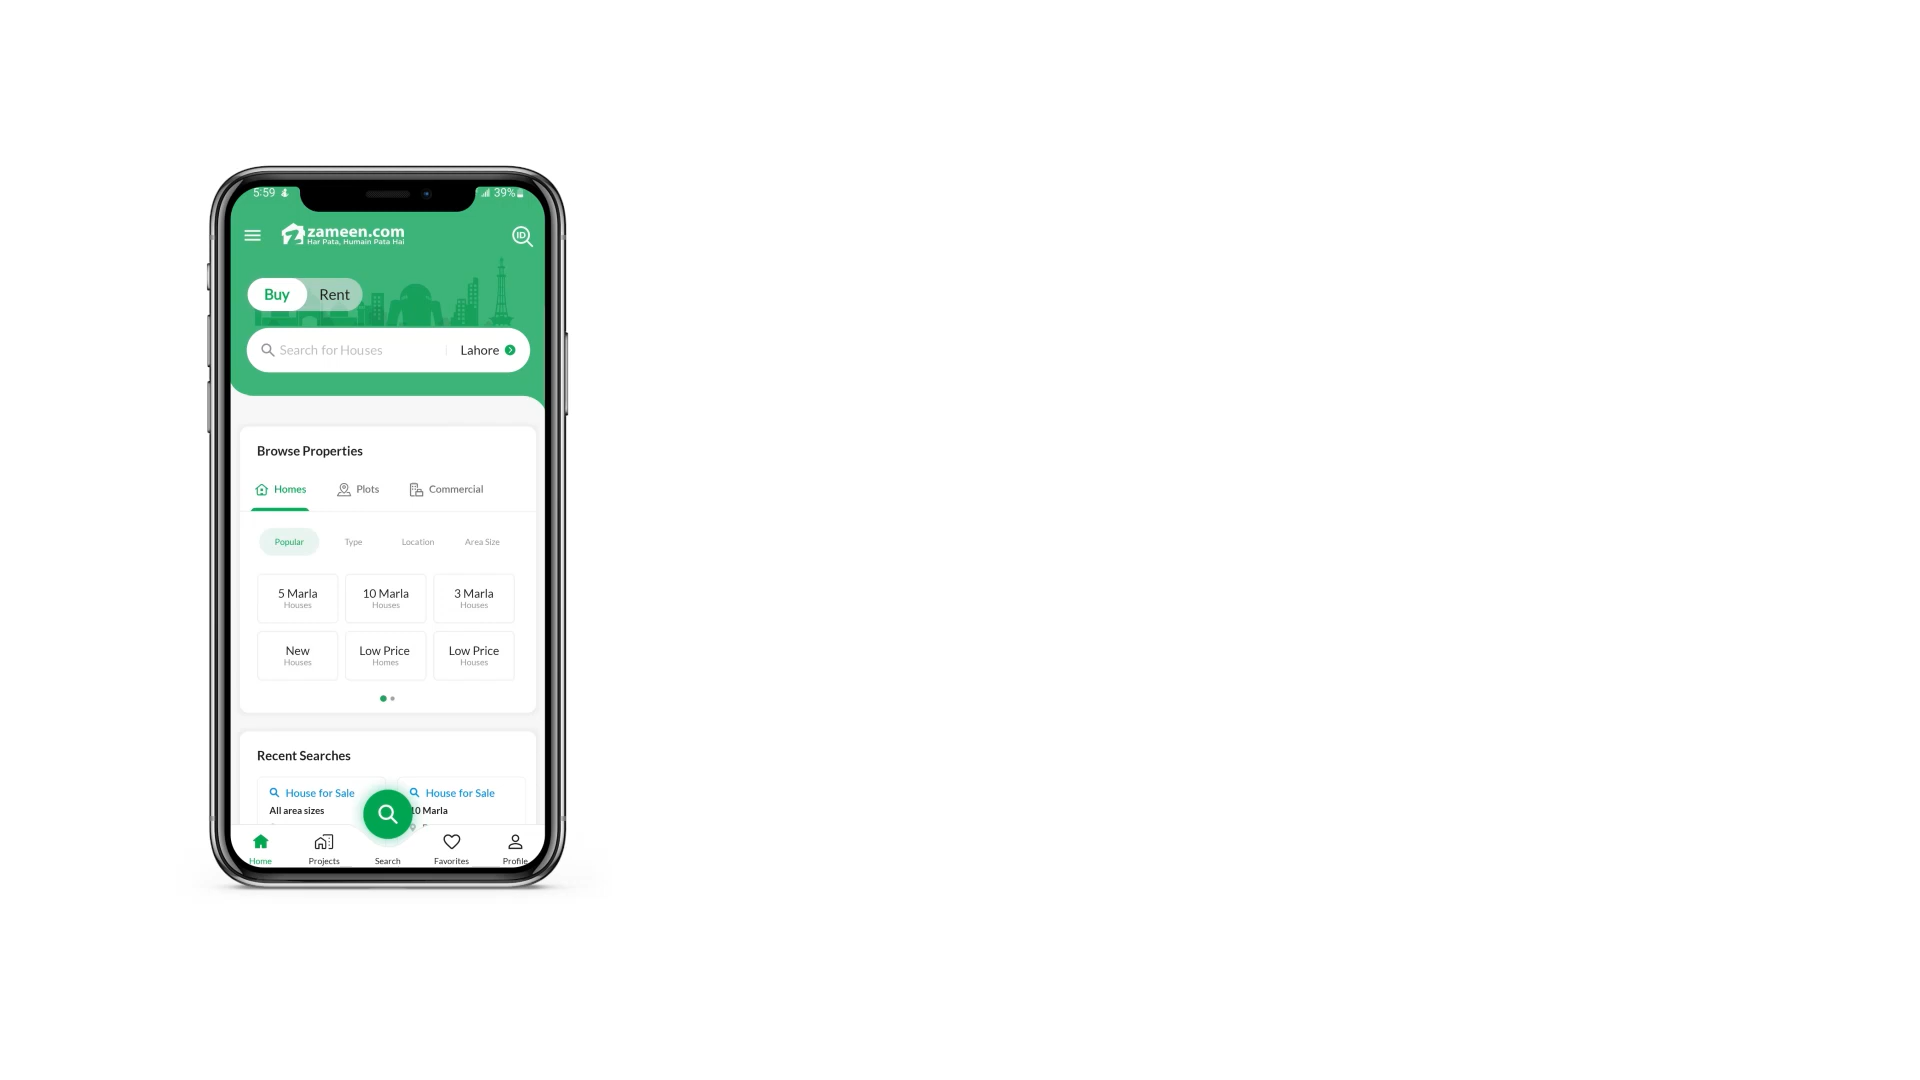 5:59
39%
zameen.com
Har Pata, Humain Pata Hai
ID
Buy Rent
Search for Houses Lahore
Browse Properties
Homes Plots Commercial
Popular Type Location Area Size
5 Marla 10 Marla 3 Marla
Houses Houses Houses
New Low Price Low Price
Houses Homes Houses
Recent Searches
House for Sale House for Sale
All area sizes 10 Marla
Home Projects Search Favorites Profile